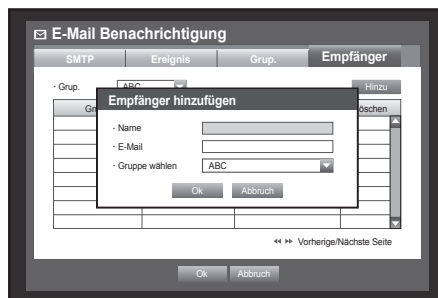 E-Mail Benachrichtigung
SMTP Ereignis Grup. Empfänger
· Grup. ABC Hinzu
Empfänger hinzufügen
· Name
· E-Mail
· Gruppe wählen ABC
Ok Abbruch
Vorherige/Nächste Seite
Ok Abbruch